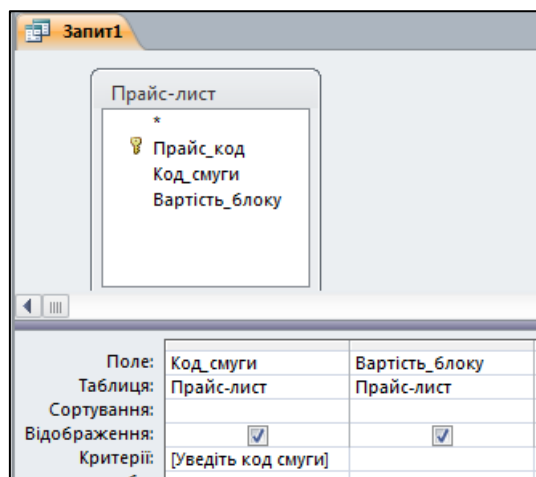 Запит1
Прайс-лист
*
Прайс_код
Код_смуги
Вартість_блоку
Поле: Код_смуги Вартість_блоку
Таблиця: Прайс-лист Прайс-лист
Сортування:
Відображення:
Критерії: [Уведіть код смуги]